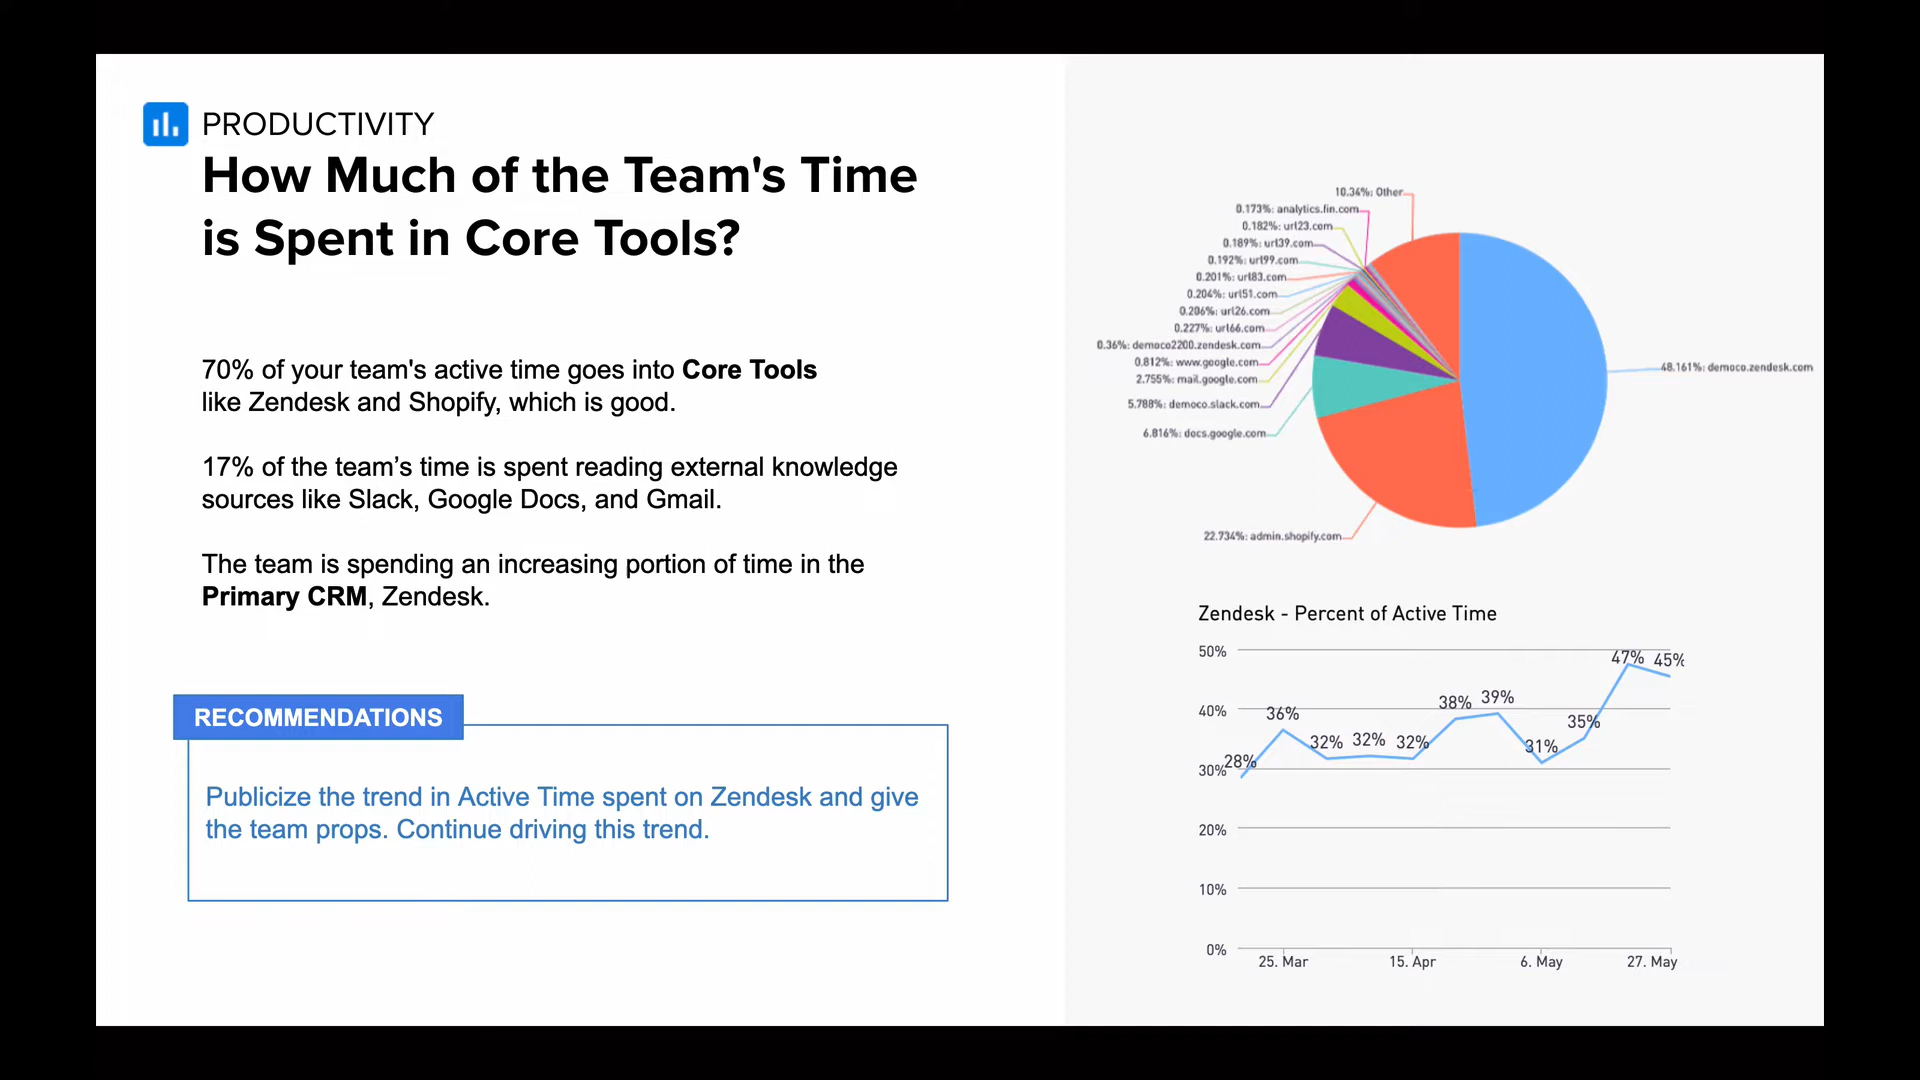 PRODUCTIVITY
How Much of the Team's Time
is Spent in Core Tools?
70% of your team's active time goes into Core Tools
like Zendesk and Shopify, which is good.
17% of the team’s time is spent reading external knowledge
sources like Slack, Google Docs, and Gmail.
The team is spending an increasing portion of time in the
Primary CRM, Zendesk.
RECOMMENDATIONS
Publicize the trend in Active Time spent on Zendesk and give
the team props. Continue driving this trend.
10.34%: Other
0.173%: analytics.fin.com
0.182%: url23.com
0.189%: url39.com
0.192%: url99.com
0.201%: url83.com
0.204%: url51.com
0.206%: url26.com
0.227%: url66.com
0.36%: democo2200.zendesk.com
0.812%: www.google.com
2.755%: mail.google.com
5.788%: democo.slack.com
6.816%: docs.google.com
22.734%: admin.shopify.com
48.161%: democo.zendesk.com
Zendesk - Percent of Active Time
50%
40%
30%
20%
10%
0%
28%
36%
32%
32%
32%
38%
39%
31%
35%
47%
45%
25. Mar
15. Apr
6. May
27. May